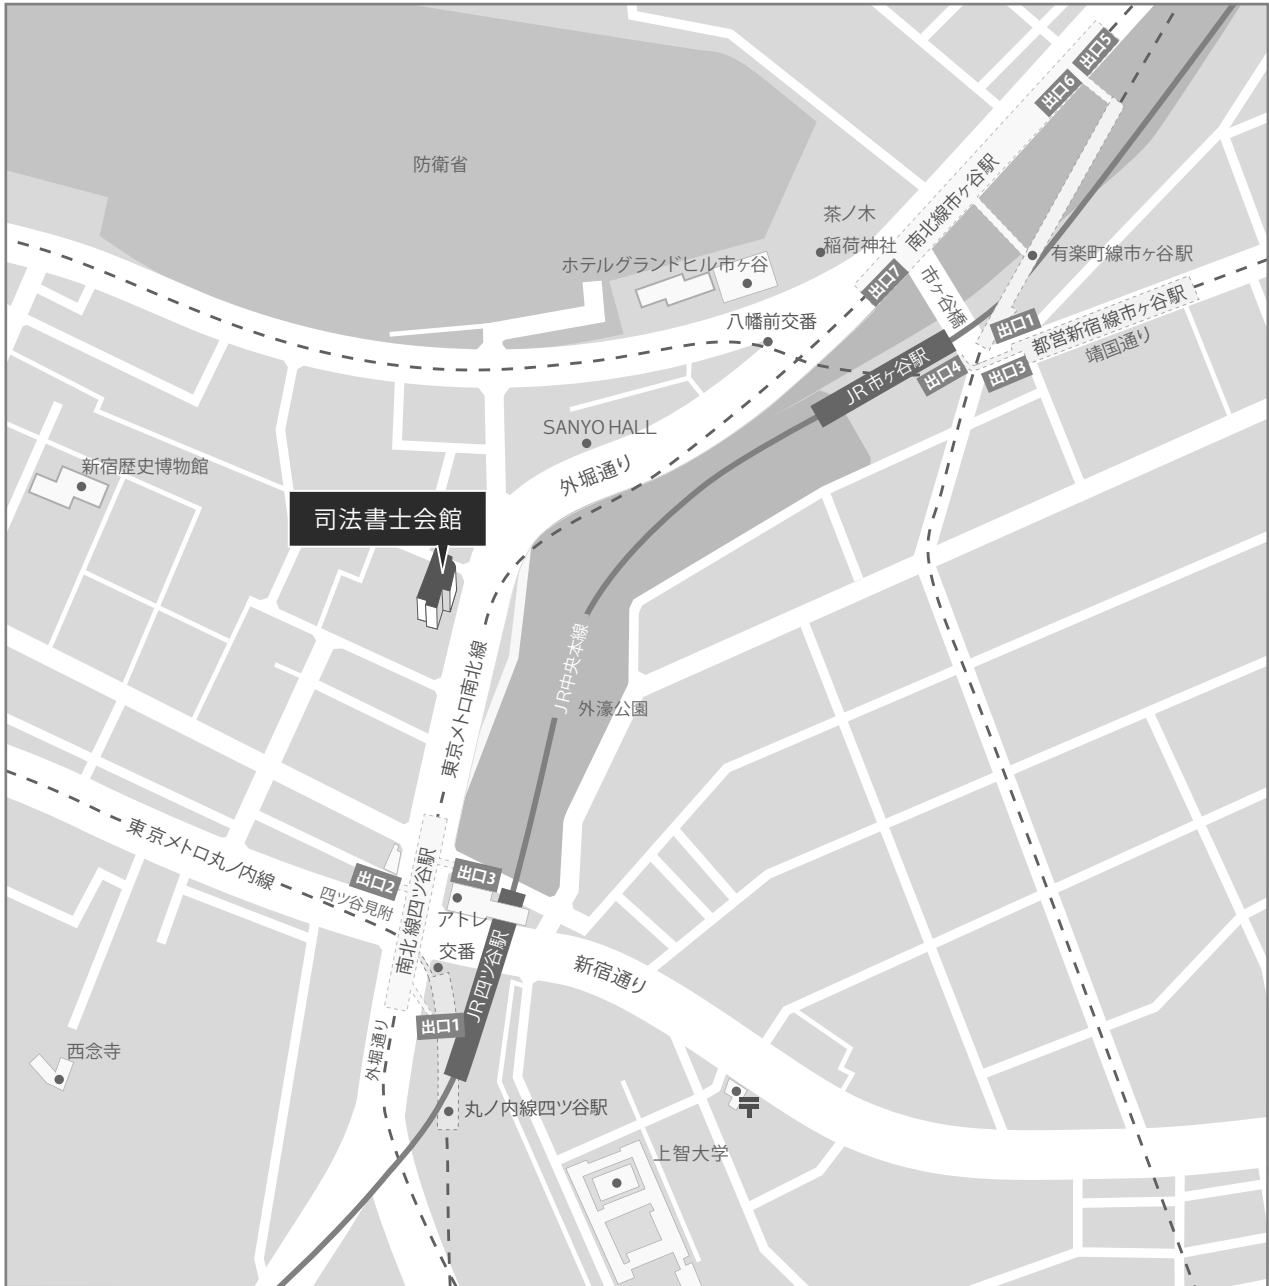 出口5
出口6
防衛省
南北線市ヶ谷駅
茶ノ木
稲荷神社
有楽町線市ヶ谷駅
ホテルグランドヒル市ヶ谷
出口7
市ヶ谷橋
都営新宿線市ヶ谷駅
八幡前交番
出口1
靖国通り
JR市ヶ谷駅
出口4
出口3
SANYO HALL
外堀通り
新宿歴史博物館
司法書士会館
東京メトロ南北線
JR中央本線
外濠公園
東京メトロ丸ノ内線
出口2
四ツ谷見附
南北線四ツ谷駅
出口3
アトレ
交番
JR四ツ谷駅
新宿通り
出口1
外堀通り
西念寺
丸ノ内線四ツ谷駅
上智大学